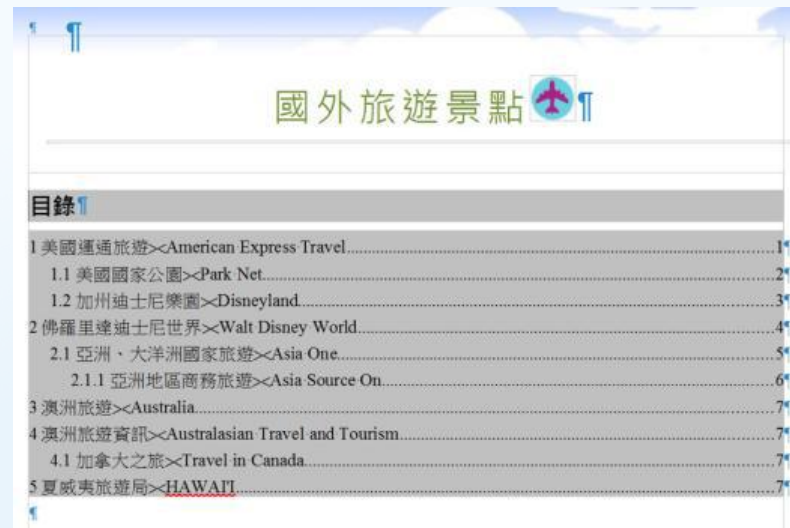 國外旅遊景點
目錄
1 美國運通旅遊><American Express Travel........1
1.1 美國國家公園><Park Net........2
1.2 加州迪士尼樂園><Disneyland........3
2 佛羅里達迪士尼世界><Walt Disney World........4
2.1 亞洲、大洋洲國家旅遊><Asia One........5
2.1.1 亞洲地區商務旅遊><Asia Source On........6
3 澳洲旅遊><Australia........7
4 澳洲旅遊資訊><Australasian Travel and Tourism........7
4.1 加拿大之旅><Travel in Canada........7
5 夏威夷旅遊局><HAWAI'I........7